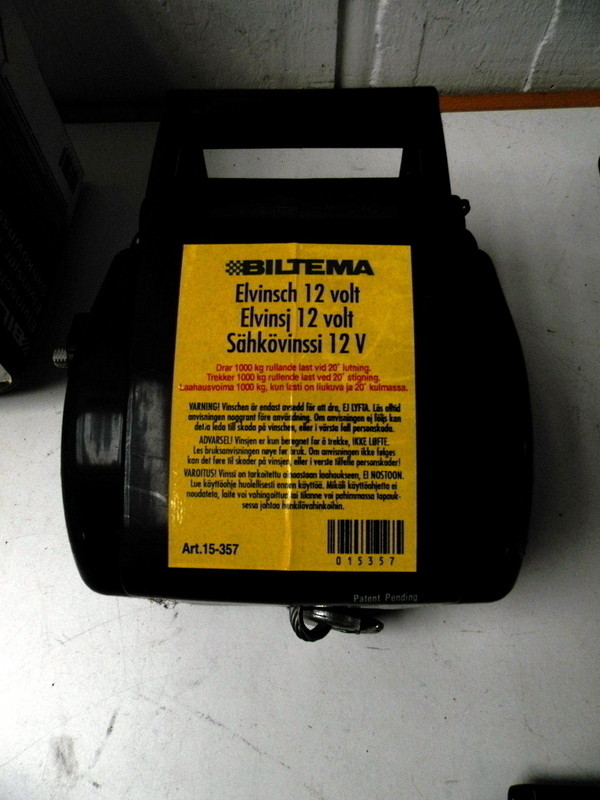 BILTEMA
Elvinsch 12 volt
Elvinsj 12 volt
Sähkövinssi 12 V
Drar 1000 kg rullande last vid 20° lutning.
Trekker 1000 kg rullende last ved 20° stigning.
Laahausvoima 1000 kg, kun ksti on liukuva ja 20° kulmassa.
VARNING! Vinschen är endast avsedd för att dra, EJ LYFTA. Läs alltid
anvisningen noggrant före användning. Om anvisningen ej följs kan
det leda till skada på vinschen, eller i värsta fall personskada.
ADVARSEL! Vinsjen er kun beregnet for å trekke, IKKE LØFTE.
Les bruksanvisningen nøye før bruk. Om anvisningen ikke følges
kan det føre til skader på vinsjen, eller i verste tilfelle personskader!
VAROITUS! Vinssi on tarkoitettu ainoastaan laahaukseen, EI NOSTOON.
Lue käyttöohje huolellisesti ennen käyttöä. Mikäli käyttöohjetta ei
noudateta, laite voi vahingoittua tai tilanne voi pahimmassa tapauk-
sessa johtaa henkilövahinkoihin.
Art.15-357
015357
Patent Pending